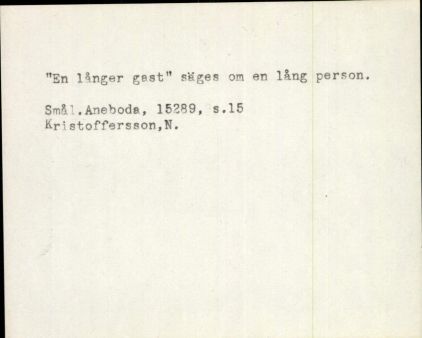 "En långer gast" säges om en lång person.
Smål.Aneboda, 15289, s.15
Kristoffersson,N.